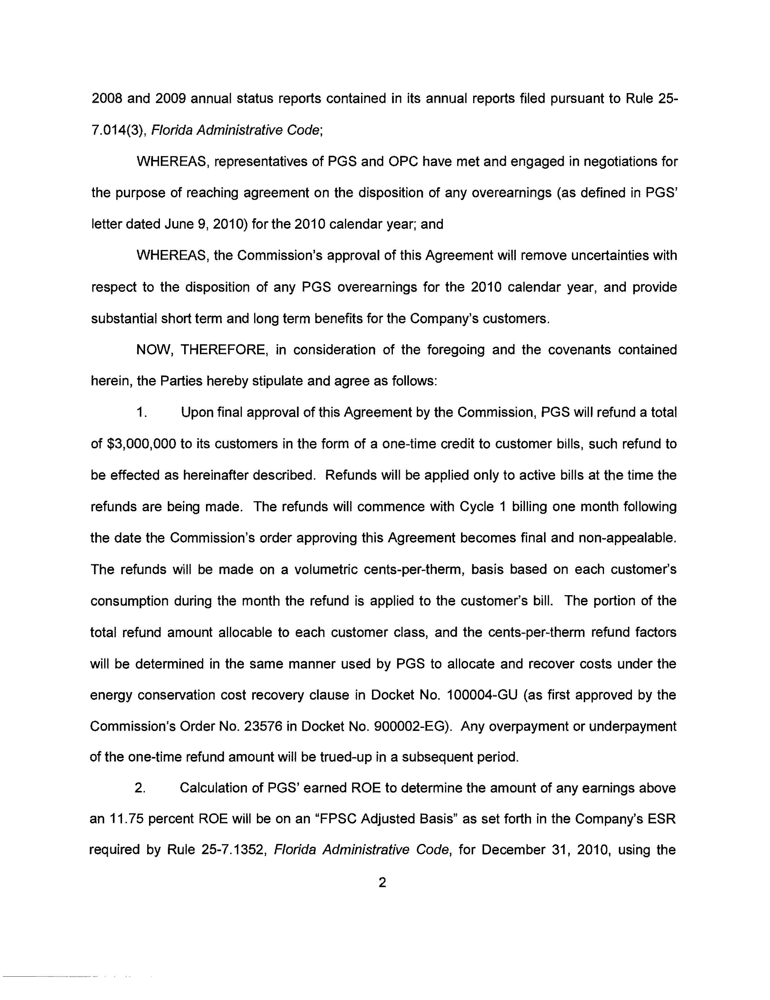 2008 and 2009 annual status reports contained in its annual reports filed pursuant to Rule 25-
7.014(3), Florida Administrative Code;
WHEREAS, representatives of PGS and OPC have met and engaged in negotiations for
the purpose of reaching agreement on the disposition of any overearnings (as defined in PGS'
letter dated June 9, 2010) for the 2010 calendar year; and
WHEREAS, the Commission's approval of this Agreement will remove uncertainties with
respect to the disposition of any PGS overearnings for the 2010 calendar year, and provide
substantial short term and long term benefits for the Company's customers.
NOW, THEREFORE, in consideration of the foregoing and the covenants contained
herein, the Parties hereby stipulate and agree as follows:
1. Upon final approval of this Agreement by the Commission, PGS will refund a total
of $3,000,000 to its customers in the form of a one-time credit to customer bills, such refund to
be effected as hereinafter described. Refunds will be applied only to active bills at the time the
refunds are being made. The refunds will commence with Cycle 1 billing one month following
the date the Commission's order approving this Agreement becomes final and non-appealable.
The refunds will be made on a volumetric cents-per-therm, basis based on each customer's
consumption during the month the refund is applied to the customer's bill. The portion of the
total refund amount allocable to each customer class, and the cents-per-therm refund factors
will be determined in the same manner used by PGS to allocate and recover costs under the
energy conservation cost recovery clause in Docket No. 100004-GU (as first approved by the
Commission's Order No. 23576 in Docket No. 900002-EG). Any overpayment or underpayment
of the one-time refund amount will be trued-up in a subsequent period.
2. Calculation of PGS' earned ROE to determine the amount of any earnings above
an 11.75 percent ROE will be on an “FPSC Adjusted Basis” as set forth in the Company's ESR
required by Rule 25-7.1352, Florida Administrative Code, for December 31, 2010, using the
2